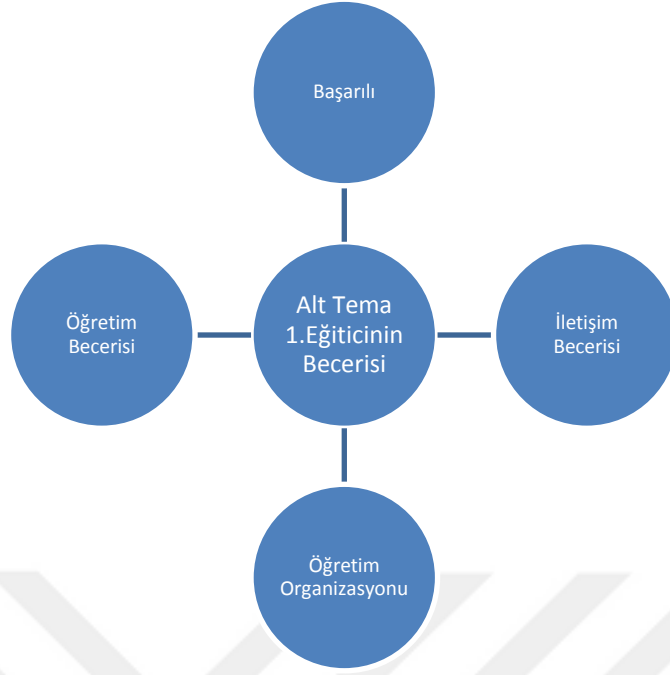 Başarılı
Öğretim
Becerisi
Alt Tema
1.Eğiticinin
Becerisi
İletişim
Becerisi
Öğretim
Organizasyonu